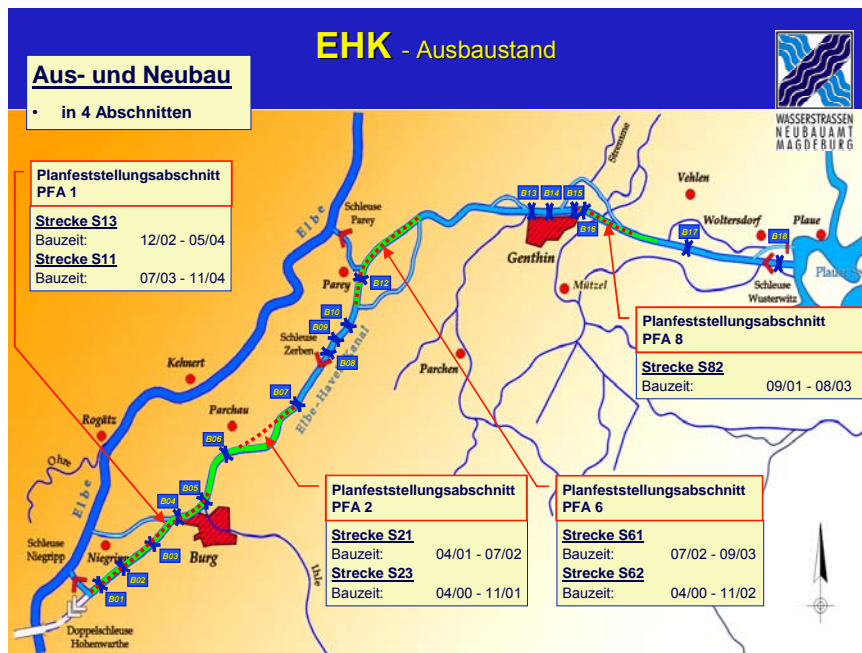 EHK - Ausbaustand
Aus- und Neubau
• in 4 Abschnitten
WASSERSTRASSEN
NEUBAUAMT
MAGDEBURG
Planfeststellungsabschnitt
PFA 1
Strecke S13
Bauzeit: 12/02 - 05/04
Strecke S11
Bauzeit: 07/03 - 11/04
Elbe
Schleuse
Parey
Parey
B12
B13
B14
B15
B16
Genthin
Stremme
Vehlen
Woltersdorf
Plaue
B17
B18
Plauer
Schleuse
Wusterwitz
Mützel
Parchen
B10
B09
B08
Schleuse
Zerben
Elbe-Havel-Kanal
Kehnert
B07
Parchau
Rogätz
B06
Ohre
Elbe
B05
B04
Burg
B03
B02
B01
Schleuse
Niegripp
Niegripp
Doppelschleuse
Hohenwarthe
Ihle
Planfeststellungsabschnitt
PFA 8
Strecke S82
Bauzeit: 09/01 - 08/03
Planfeststellungsabschnitt
PFA 2
Strecke S21
Bauzeit: 04/01 - 07/02
Strecke S23
Bauzeit: 04/00 - 11/01
Planfeststellungsabschnitt
PFA 6
Strecke S61
Bauzeit: 07/02 - 09/03
Strecke S62
Bauzeit: 04/00 - 11/02